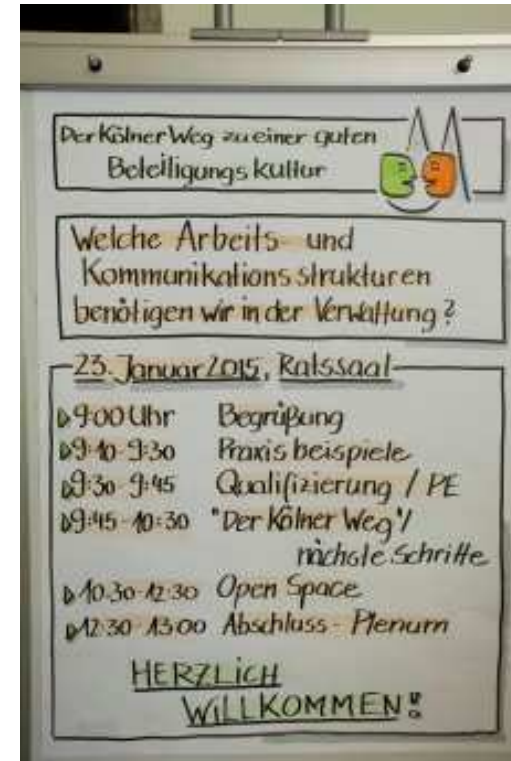 Der Kölner Weg zu einer guten
Beteiligungskultur
Welche Arbeits- und
Kommunikationsstrukturen
benötigen wir in der Verwaltung?
23. Januar 2015, Ratssaal
9:00 Uhr Begrüßung
9:10-9:30 Praxisbeispiele
9:30-9:45 Qualifizierung / PE
9:45-10:30 "Der Kölner Weg"/
nächste Schritte
10:30-12:30 Open Space
12:30-13:00 Abschluss-Plenum
HERZLICH
WILLKOMMEN!